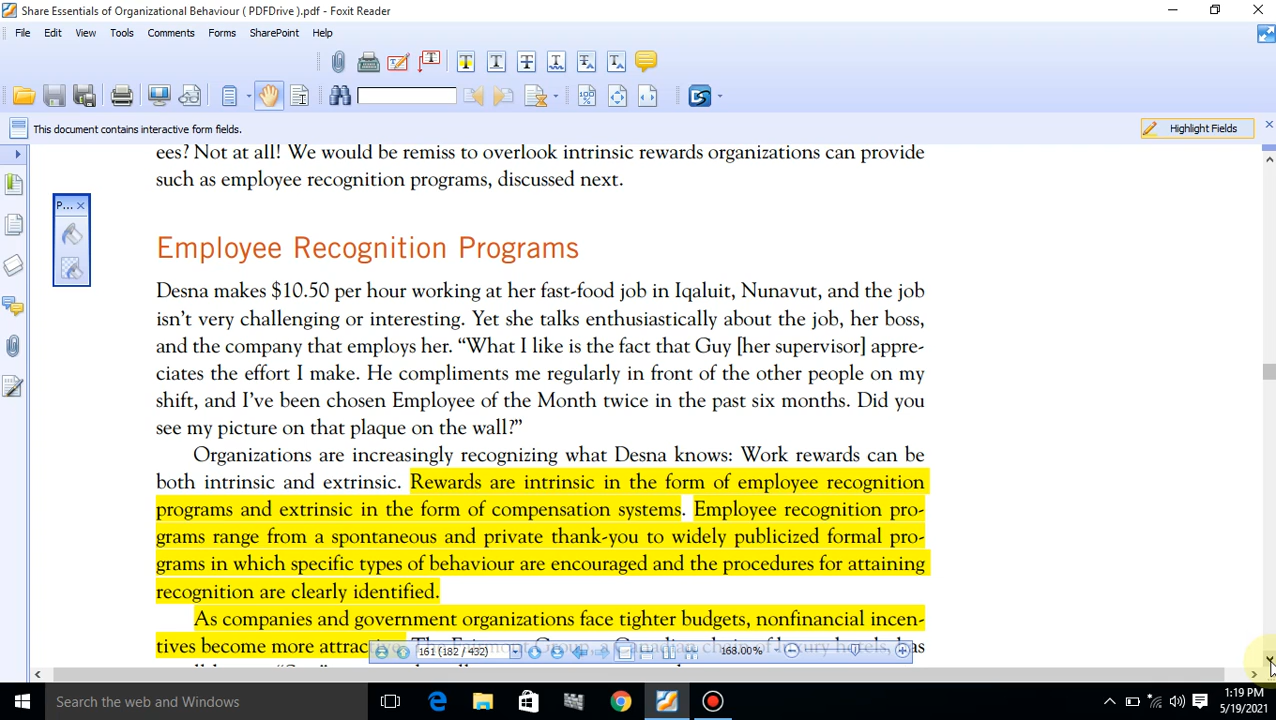 Share Essentials of Organizational Behaviour ( PDFDrive ).pdf - Foxit Reader
File Edit View Tools Comments Forms SharePoint Help
This document contains interactive form fields.
Highlight Fields
ees? Not at all! We would be remiss to overlook intrinsic rewards organizations can provide
such as employee recognition programs, discussed next.
P...
Employee Recognition Programs
Desna makes $10.50 per hour working at her fast-food job in Iqaluit, Nunavut, and the job
isn’t very challenging or interesting. Yet she talks enthusiastically about the job, her boss,
and the company that employs her. “What I like is the fact that Guy [her supervisor] appre-
ciates the effort I make. He compliments me regularly in front of the other people on my
shift, and I’ve been chosen Employee of the Month twice in the past six months. Did you
see my picture on that plaque on the wall?”
Organizations are increasingly recognizing what Desna knows: Work rewards can be
both intrinsic and extrinsic. Rewards are intrinsic in the form of employee recognition
programs and extrinsic in the form of compensation systems. Employee recognition pro-
grams range from a spontaneous and private thank-you to widely publicized formal pro-
grams in which specific types of behaviour are encouraged and the procedures for attaining
recognition are clearly identified.
As companies and government organizations face tighter budgets, nonfinancial incen-
tives become more attrac
161 (182 / 432)
168.00%
Search the web and Windows
1:19 PM
5/19/2021